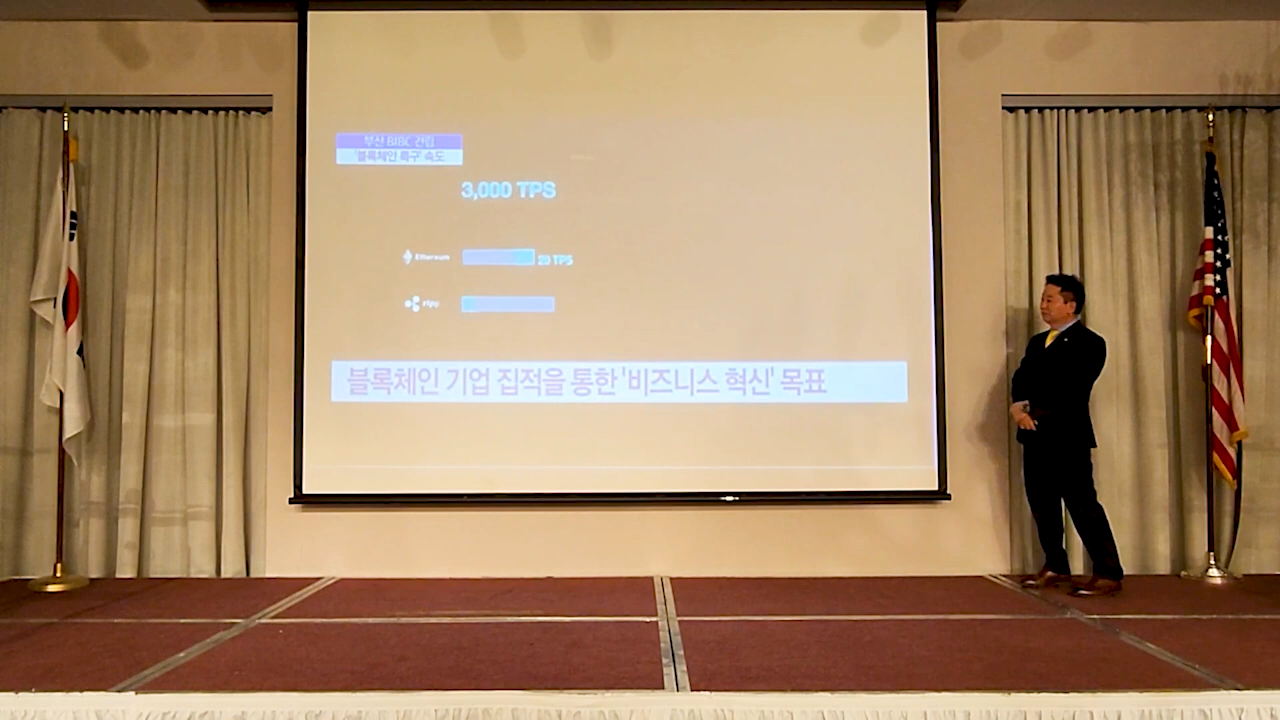 부산 BIBC 건립
'블록체인 특구' 속도
3,000 TPS
Ethereum
20 TPS
블록체인 기업 집적을 통한 '비즈니스 혁신' 목표